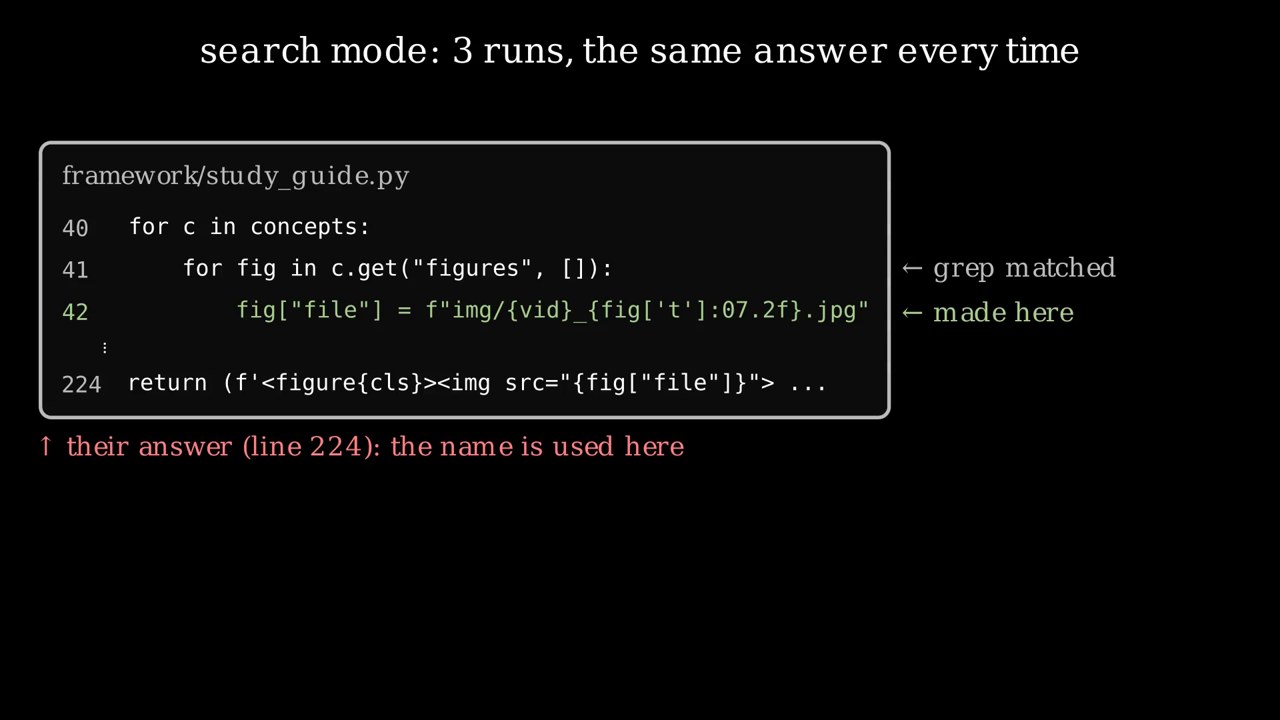 search mode: 3 runs, the same answer every time
framework/study_guide.py
40 for c in concepts:
41 for fig in c.get("figures", []): ← grep matched
42 fig["file"] = f"img/{vid}_{fig['t']:07.2f}.jpg" ← made here
⋮
224 return (f'<figure{cls}><img src="{fig["file"]}"> ...
↑ their answer (line 224): the name is used here